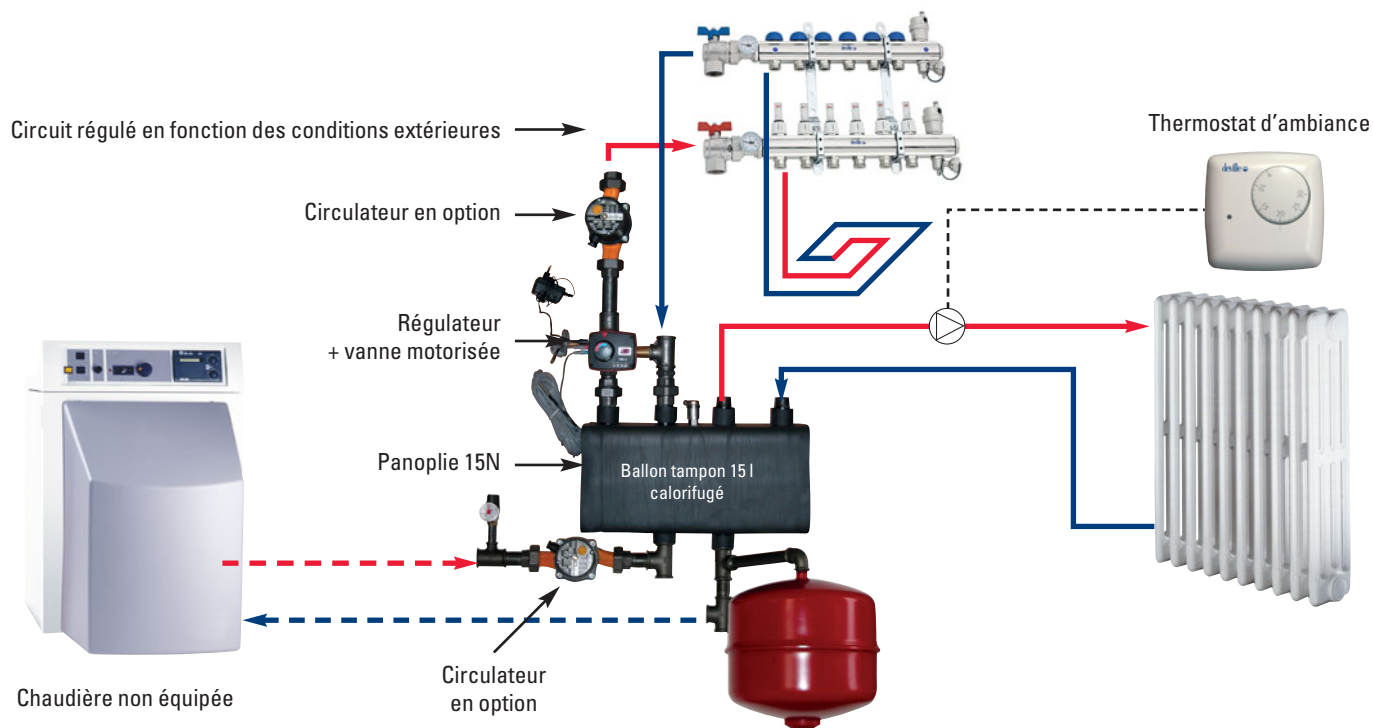 Circuit régulé en fonction des conditions extérieures
Thermostat d’ambiance
deville
Circulateur en option
Régulateur
+ vanne motorisée
Panoplie 15N
Ballon tampon 15 l
calorifugé
Circulateur
en option
Chaudière non équipée